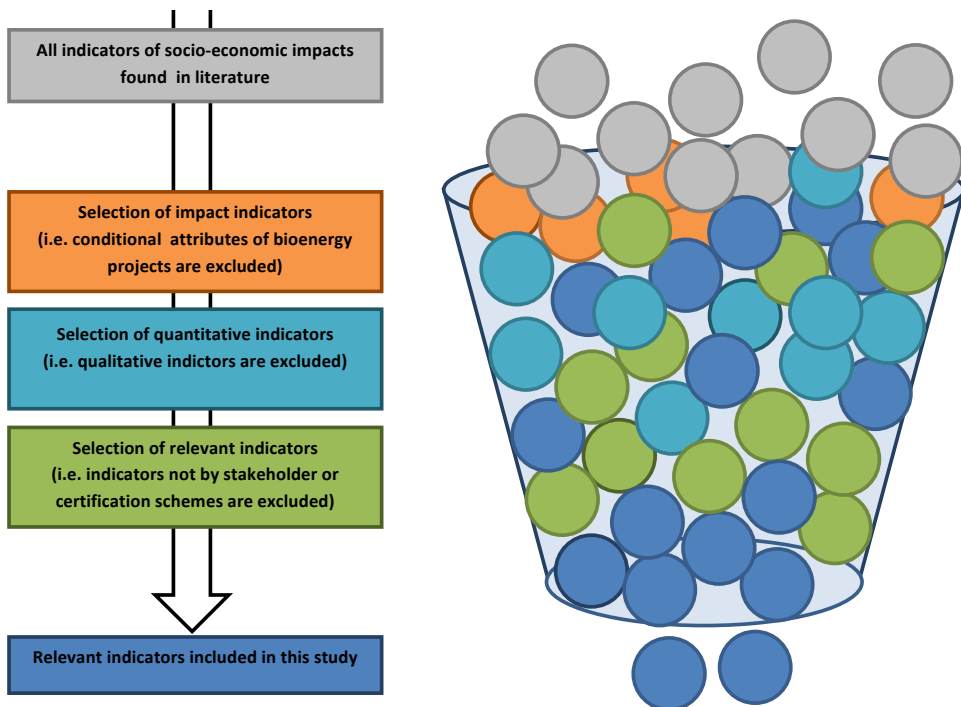 All indicators of socio-economic impacts
found in literature
Selection of impact indicators
(i.e. conditional attributes of bioenergy
projects are excluded)
Selection of quantitative indicators
(i.e. qualitative indictors are excluded)
Selection of relevant indicators
(i.e. indicators not by stakeholder or
certification schemes are excluded)
Relevant indicators included in this study